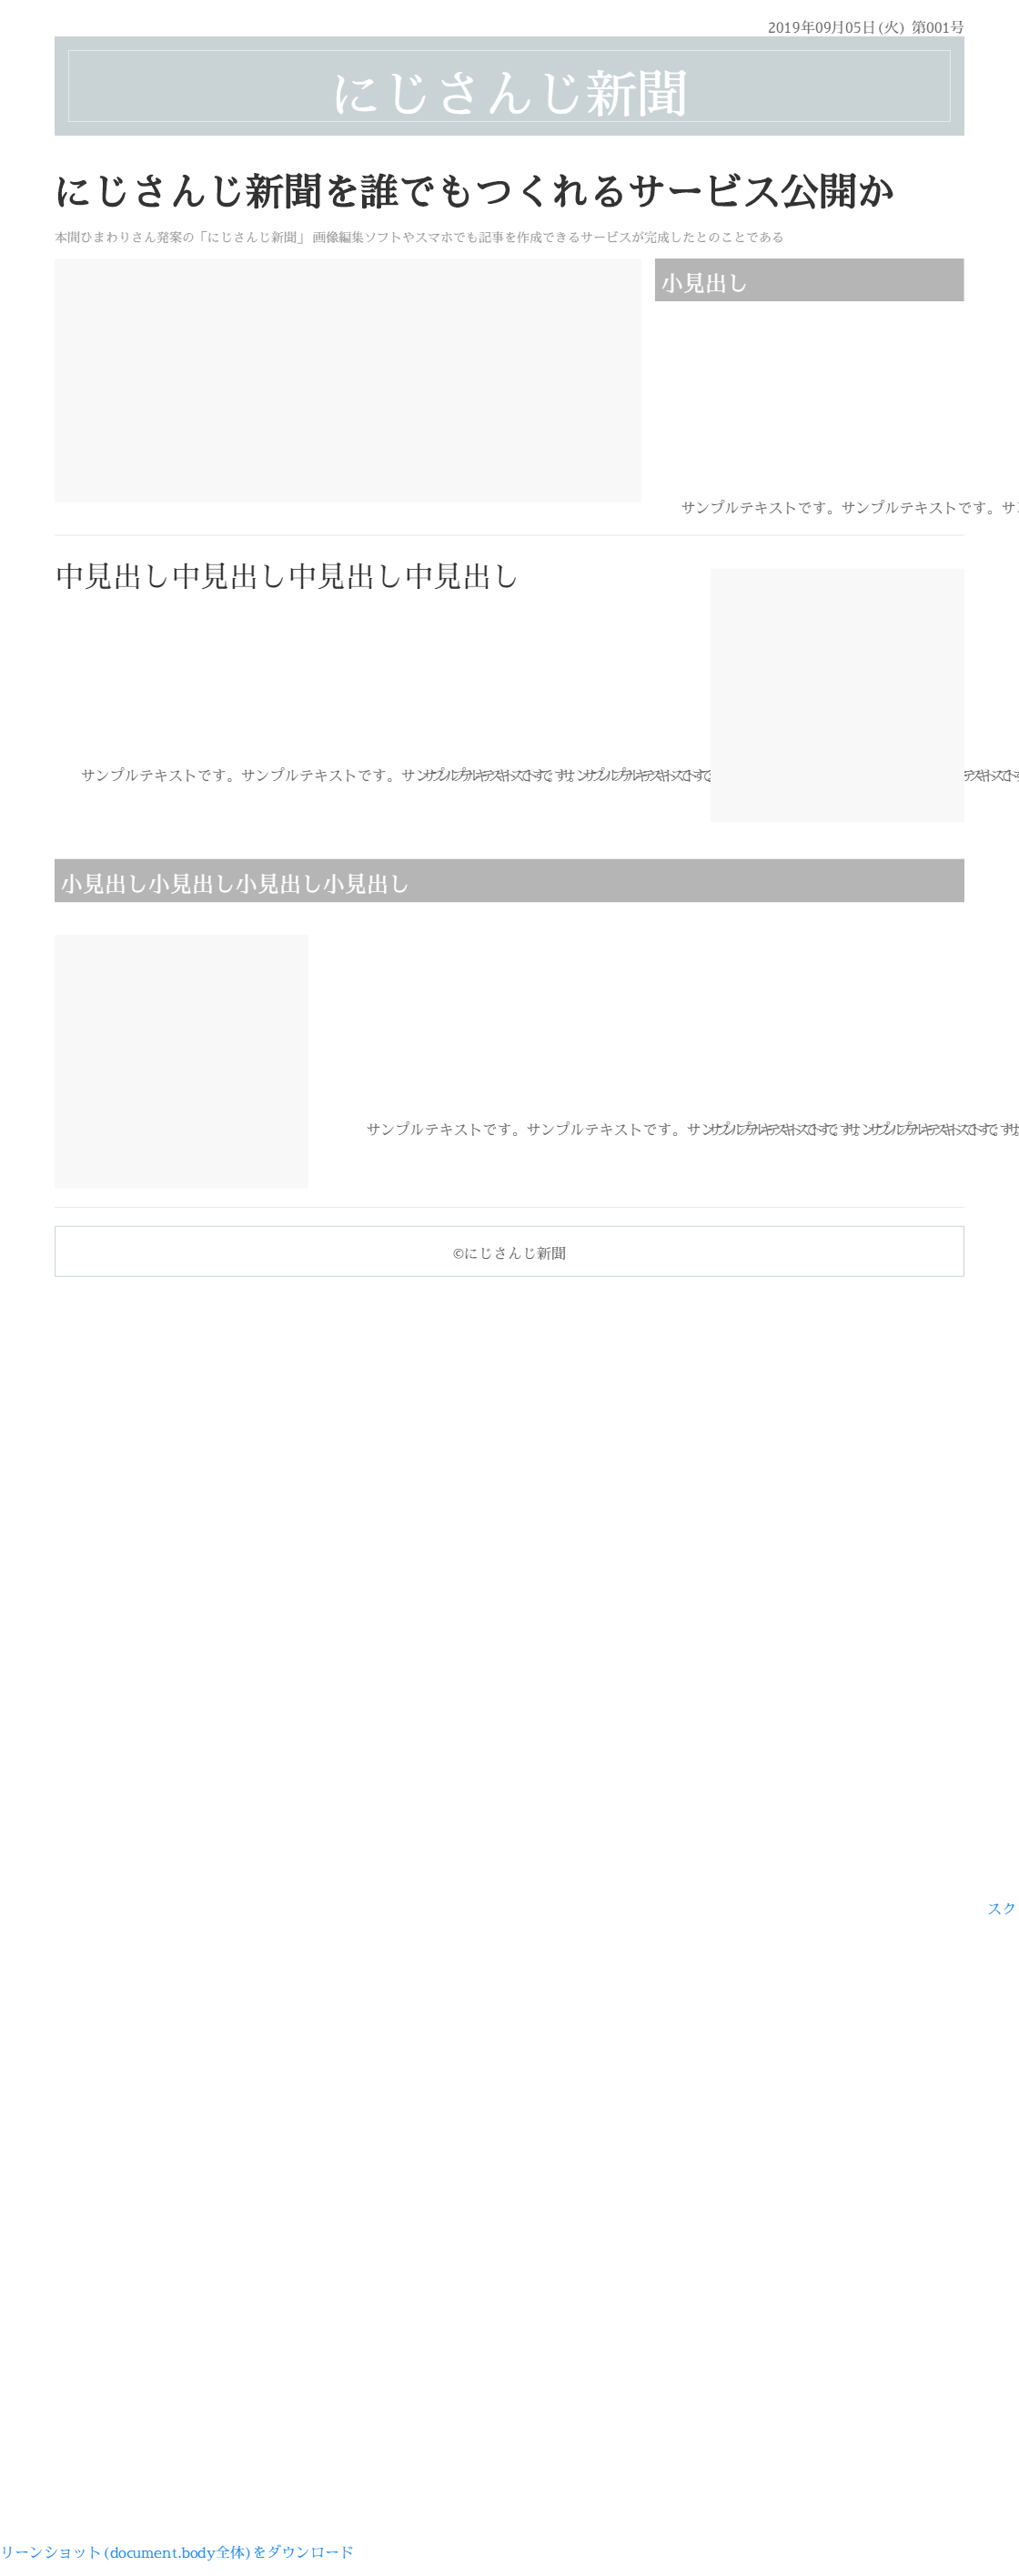 2019年09月05日(火) 第001号
にじさんじ新聞
にじさんじ新聞を誰でもつくれるサービス公開か
本間ひまわりさん発案の「にじさんじ新聞」 画像編集ソフトやスマホでも記事を作成できるサービスが完成したとのことである
小見出し
サンプルテキストです。サンプルテキストです。サ
中見出し中見出し中見出し中見出し
サンプルテキストです。サンプルテキストです。サン
小見出し小見出し小見出し小見出し
サンプルテキストです。サンプルテキストです。サン
©にじさんじ新聞
スク
リーンショット(document.body全体)をダウンロード